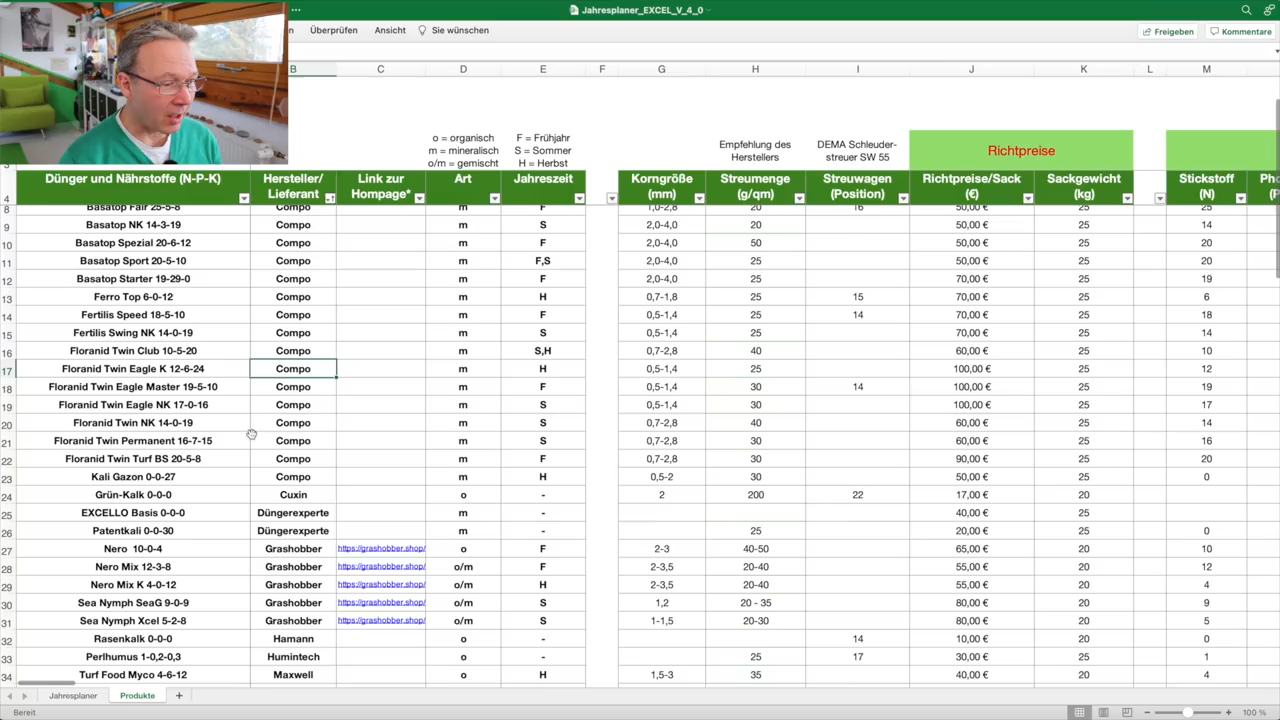 Jahresplaner_EXCEL_V_4_0
Überprüfen Ansicht Sie wünschen Freigeben Kommentare
B C D E F G H I J K L M
o = organisch F = Frühjahr
m = mineralisch S = Sommer Empfehlung des DEMA Schleuder- Richtpreise
o/m = gemischt H = Herbst Herstellers streuer SW 55
Dünger und Nährstoffe (N-P-K) Hersteller/ Link zur Art Jahreszeit Korngröße Streumenge Streuwagen Richtpreise/Sack Sackgewicht Stickstoff
4 Lieferant Hompage* (mm) (g/qm) (Position) (€) (kg) (N)
8 Basatop Fair 25-5-8 Compo m F 1,0-2,8 20 16 50,00 € 25 25
9 Basatop NK 14-3-19 Compo m S 2,0-4,0 20 50,00 € 25 14
10 Basatop Spezial 20-6-12 Compo m F 2,0-4,0 50 50,00 € 25 20
11 Basatop Sport 20-5-10 Compo m F,S 2,0-4,0 25 50,00 € 25 20
12 Basatop Starter 19-29-0 Compo m F 2,0-4,0 25 70,00 € 25 19
13 Ferro Top 6-0-12 Compo m H 0,7-1,8 25 15 70,00 € 25 6
14 Fertilis Speed 18-5-10 Compo m F 0,5-1,4 25 14 70,00 € 25 18
15 Fertilis Swing NK 14-0-19 Compo m S 0,5-1,4 25 70,00 € 25 14
16 Floranid Twin Club 10-5-20 Compo m S,H 0,7-2,8 40 60,00 € 25 10
17 Floranid Twin Eagle K 12-6-24 Compo m H 0,5-1,4 25 100,00 € 25 12
18 Floranid Twin Eagle Master 19-5-10 Compo m F 0,5-1,4 30 14 100,00 € 25 19
19 Floranid Twin Eagle NK 17-0-16 Compo m S 0,5-1,4 30 100,00 € 25 17
20 Floranid Twin NK 14-0-19 Compo m S 0,7-2,8 40 60,00 € 25 14
21 Floranid Twin Permanent 16-7-15 Compo m S 0,7-2,8 30 60,00 € 25 16
22 Floranid Twin Turf BS 20-5-8 Compo m F 0,7-2,8 30 90,00 € 25 20
23 Kali Gazon 0-0-27 Compo m H 0,5-2 30 50,00 € 25 0
24 Grün-Kalk 0-0-0 Cuxin o - 2 200 22 17,00 € 20
25 EXCELLO Basis 0-0-0 Düngerexperte m - 40,00 € 25
26 Patentkali 0-0-30 Düngerexperte m - 25 20,00 € 25 0
27 Nero 10-0-4 Grashobber https://grashobber.shop/ o F 2-3 40-50 65,00 € 20 10
28 Nero Mix 12-3-8 Grashobber https://grashobber.shop/ o/m F 2-3,5 20-40 55,00 € 20 12
29 Nero Mix K 4-0-12 Grashobber https://grashobber.shop/ o/m H 2-3,5 20-40 55,00 € 20 4
30 Sea Nymph SeaG 9-0-9 Grashobber https://grashobber.shop/ o/m S 1,2 20 - 35 80,00 € 20 9
31 Sea Nymph Xcel 5-2-8 Grashobber https://grashobber.shop/ o/m S 1-1,5 20-30 80,00 € 20 5
32 Rasenkalk 0-0-0 Hamann o - 14 10,00 € 20 0
33 Perlhumus 1-0,2-0,3 Humintech o - 25 17 30,00 € 25 1
34 Turf Food Myco 4-6-12 Maxwell o H 1,5-3 35 40,00 € 20 4
Jahresplaner Produkte
Bereit 100 %